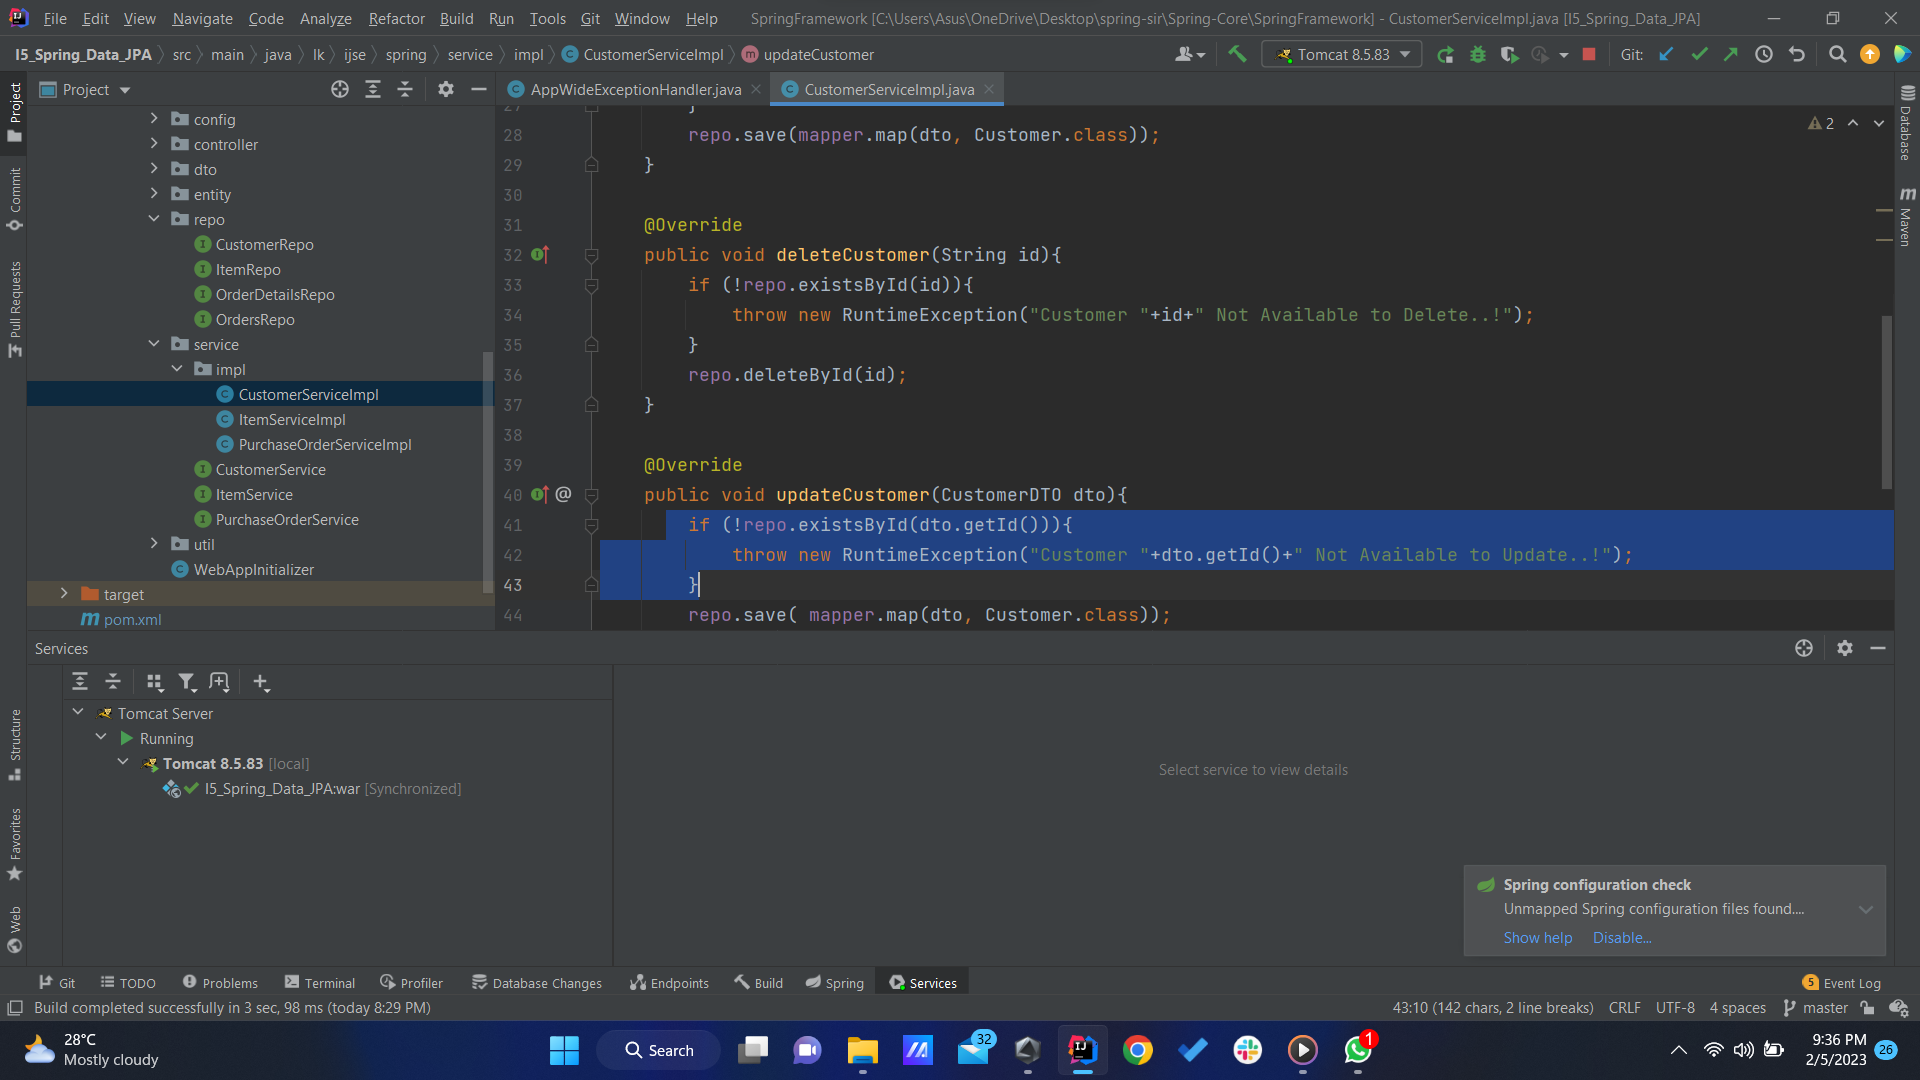 File Edit View Navigate Code Analyze Refactor Build Run Tools Git Window Help SpringFramework [C:\Users\Asus\OneDrive\Desktop\spring-sir\Spring-Core\SpringFramework] - CustomerServiceImpl.java [I5_Spring_Data_JPA]
I5_Spring_Data_JPA src main java lk ijse spring service impl CustomerServiceImpl updateCustomer Tomcat 8.5.83 Git:
Project
AppWideExceptionHandler.java CustomerServiceImpl.java
Project
Commit
Pull Requests
Structure
Favorites
Web
config
controller
dto
entity
repo
CustomerRepo
ItemRepo
OrderDetailsRepo
OrdersRepo
service
impl
CustomerServiceImpl
ItemServiceImpl
PurchaseOrderServiceImpl
CustomerService
ItemService
PurchaseOrderService
util
WebAppInitializer
target
pom.xml
27 }
28 repo.save(mapper.map(dto, Customer.class));
29 }
30
31 @Override
32 public void deleteCustomer(String id){
33 if (!repo.existsById(id)){
34 throw new RuntimeException("Customer "+id+" Not Available to Delete..!");
35 }
36 repo.deleteById(id);
37 }
38
39 @Override
40 @ public void updateCustomer(CustomerDTO dto){
41 if (!repo.existsById(dto.getId())){
42 throw new RuntimeException("Customer "+dto.getId()+" Not Available to Update..!");
43 }
44 repo.save( mapper.map(dto, Customer.class));
2
Database
Maven
Services
Tomcat Server
Running
Tomcat 8.5.83 [local]
I5_Spring_Data_JPA:war [Synchronized]
Select service to view details
Spring configuration check
Unmapped Spring configuration files found....
Show help Disable...
Git TODO Problems Terminal Profiler Database Changes Endpoints Build Spring Services 5 Event Log
Build completed successfully in 3 sec, 98 ms (today 8:29 PM) 43:10 (142 chars, 2 line breaks) CRLF UTF-8 4 spaces master
28°C
Mostly cloudy
Search
32
1
9:36 PM
2/5/2023
26